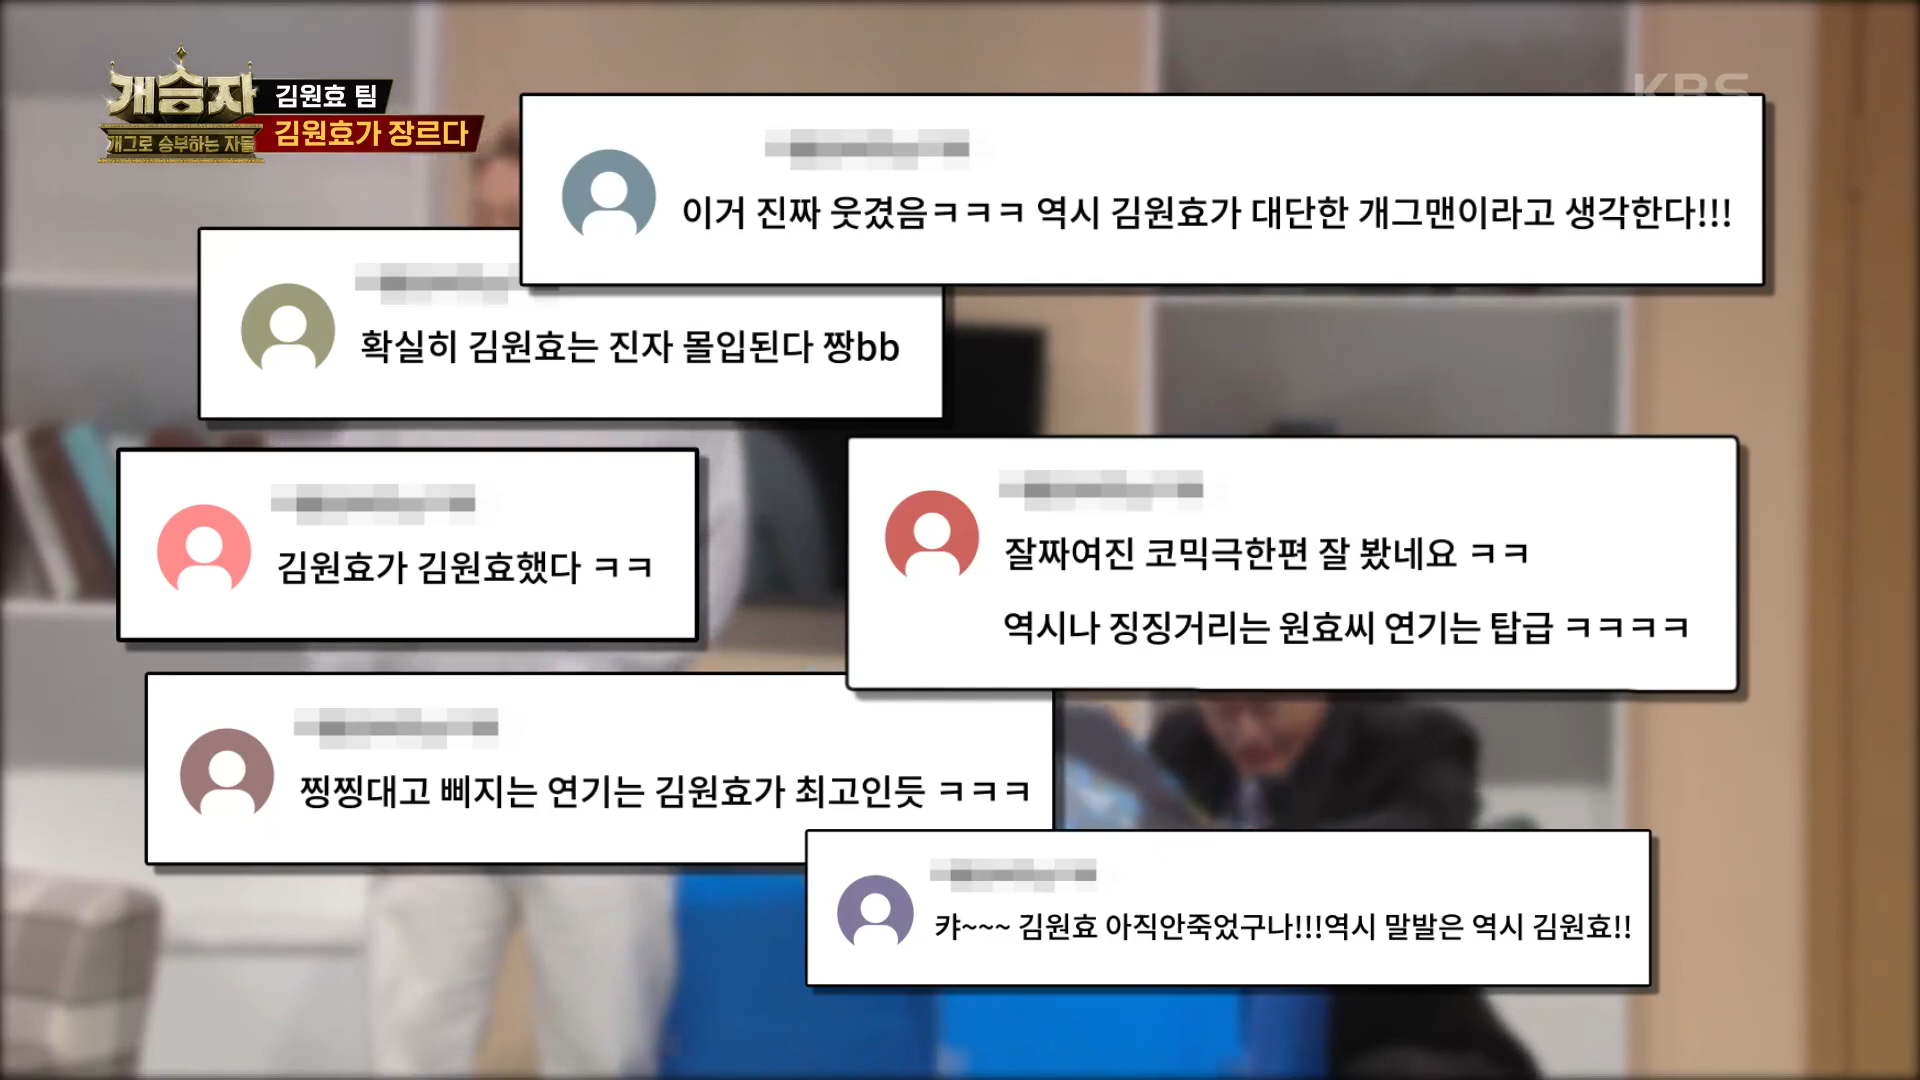 개승자
개그로 승부하는 자들
김원효 팀
김원효가 장르다
KBS
이거 진짜 웃겼음ㅋㅋㅋ 역시 김원효가 대단한 개그맨이라고 생각한다!!!
확실히 김원효는 진자 몰입된다 짱bb
김원효가 김원효했다 ㅋㅋ
잘짜여진 코믹극한편 잘 봤네요 ㅋㅋ
역시나 징징거리는 원효씨 연기는 탑급 ㅋㅋㅋㅋ
찡찡대고 삐지는 연기는 김원효가 최고인듯 ㅋㅋㅋ
캬~~~ 김원효 아직안죽었구나!!!역시 말발은 역시 김원효!!